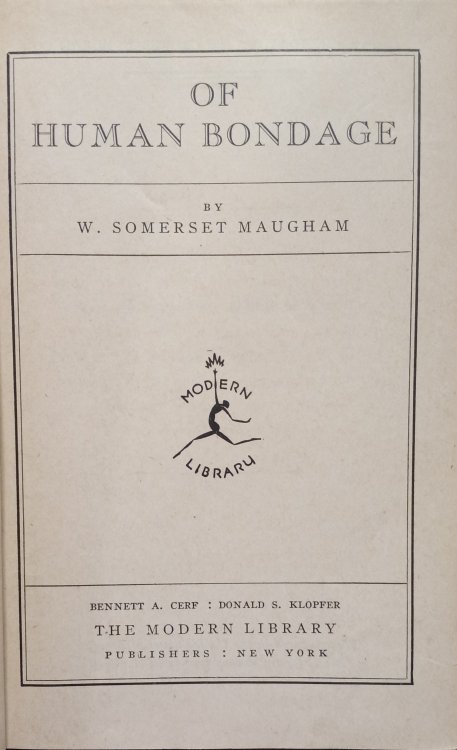 OF
HUMAN BONDAGE
BY
W. SOMERSET MAUGHAM
MODERN
LIBRARY
BENNETT A. CERF : DONALD S. KLOPFER
THE MODERN LIBRARY
PUBLISHERS : NEW YORK